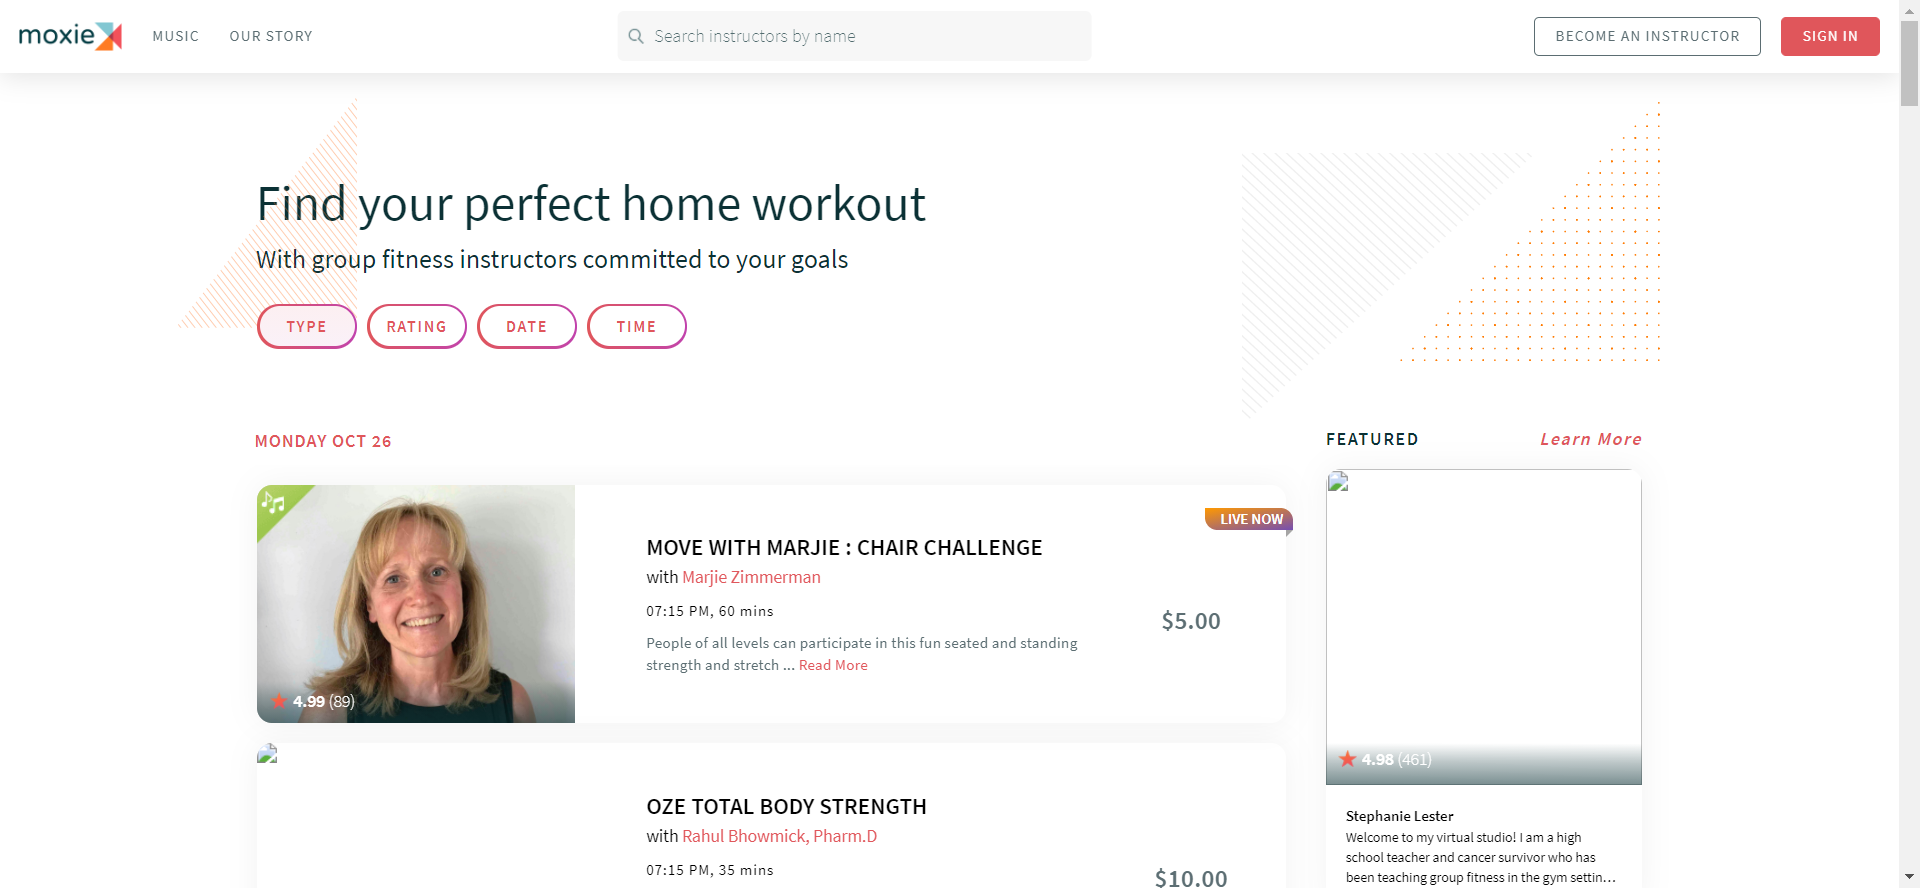 moxie
MUSIC
OUR STORY
Search instructors by name
BECOME AN INSTRUCTOR
SIGN IN
Find your perfect home workout
With group fitness instructors committed to your goals
TYPE
RATING
DATE
TIME
MONDAY OCT 26
LIVE NOW
MOVE WITH MARJIE : CHAIR CHALLENGE
with Marjie Zimmerman
07:15 PM, 60 mins
$5.00
People of all levels can participate in this fun seated and standing
strength and stretch ... Read More
4.99 (89)
OZE TOTAL BODY STRENGTH
with Rahul Bhowmick, Pharm.D
07:15 PM, 35 mins
$10.00
FEATURED
Learn More
4.98 (461)
Stephanie Lester
Welcome to my virtual studio! I am a high
school teacher and cancer survivor who has
been teaching group fitness in the gym settin...